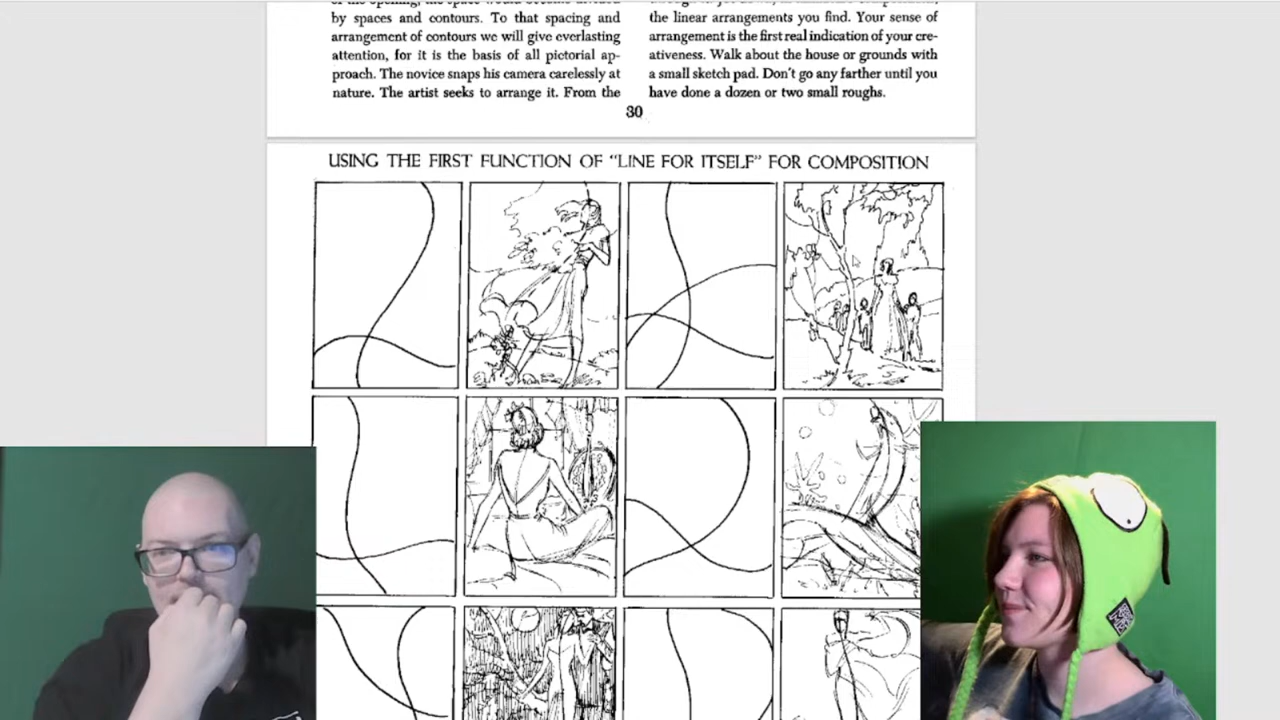 by spaces and contours. To that spacing and
arrangement of contours we will give everlasting
attention, for it is the basis of all pictorial ap-
proach. The novice snaps his camera carelessly at
nature. The artist seeks to arrange it. From the
the linear arrangements you find. Your sense of
arrangement is the first real indication of your cre-
ativeness. Walk about the house or grounds with
a small sketch pad. Don't go any farther until you
have done a dozen or two small roughs.
30
USING THE FIRST FUNCTION OF "LINE FOR ITSELF" FOR COMPOSITION